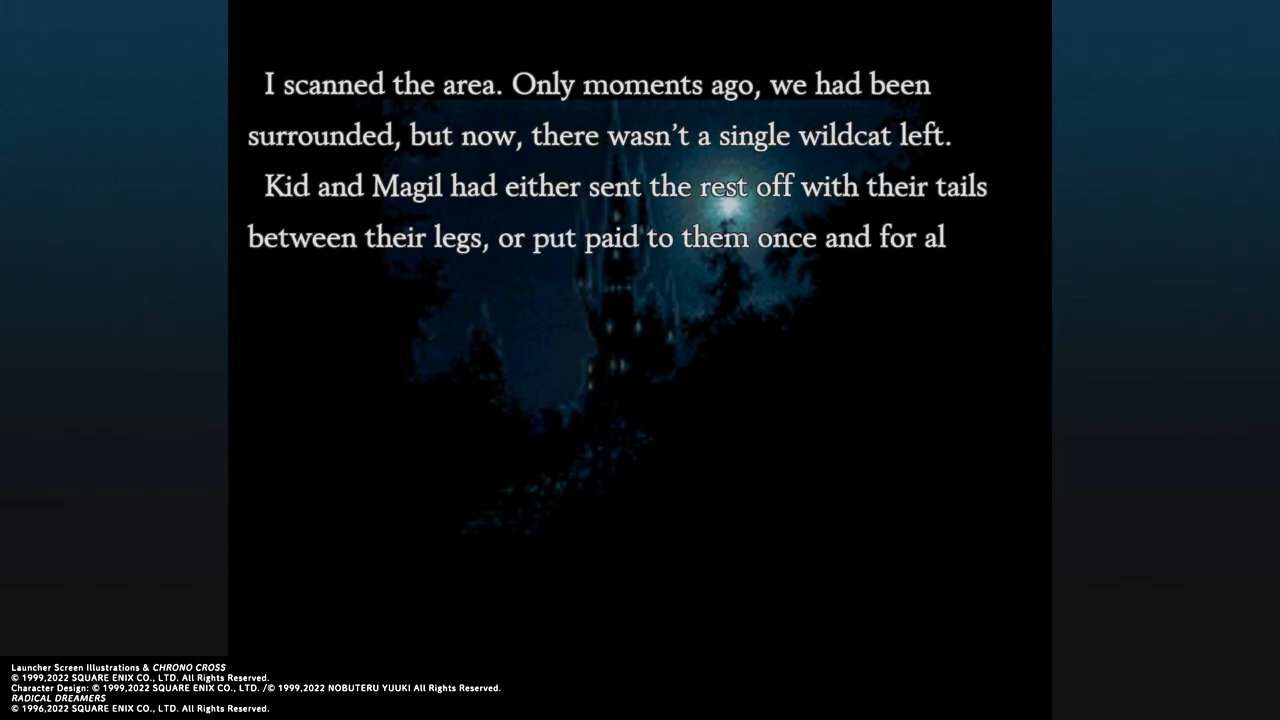 I scanned the area. Only moments ago, we had been
surrounded, but now, there wasn't a single wildcat left.
Kid and Magil had either sent the rest off with their tails
between their legs, or put paid to them once and for al
Launcher Screen Illustrations & CHRONO CROSS
© 1999,2022 SQUARE ENIX CO., LTD. All Rights Reserved.
Character Design: © 1999,2022 SQUARE ENIX CO., LTD. /© 1999,2022 NOBUTERU YUUKI All Rights Reserved.
RADICAL DREAMERS
© 1996,2022 SQUARE ENIX CO., LTD. All Rights Reserved.